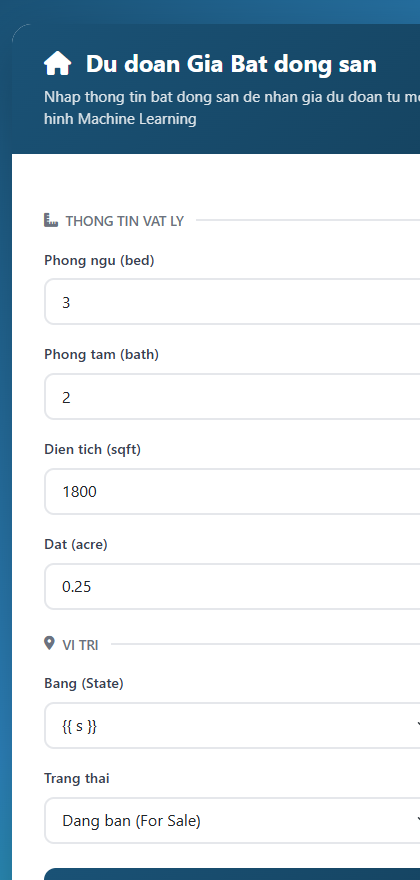 Du doan Gia Bat dong san
Nhap thong tin bat dong san de nhan gia du doan tu
hinh Machine Learning
THONG TIN VAT LY
Phong ngu (bed)
3
Phong tam (bath)
2
Dien tich (sqft)
1800
Dat (acre)
0.25
VI TRI
Bang (State)
{{ s }}
Trang thai
Dang ban (For Sale)